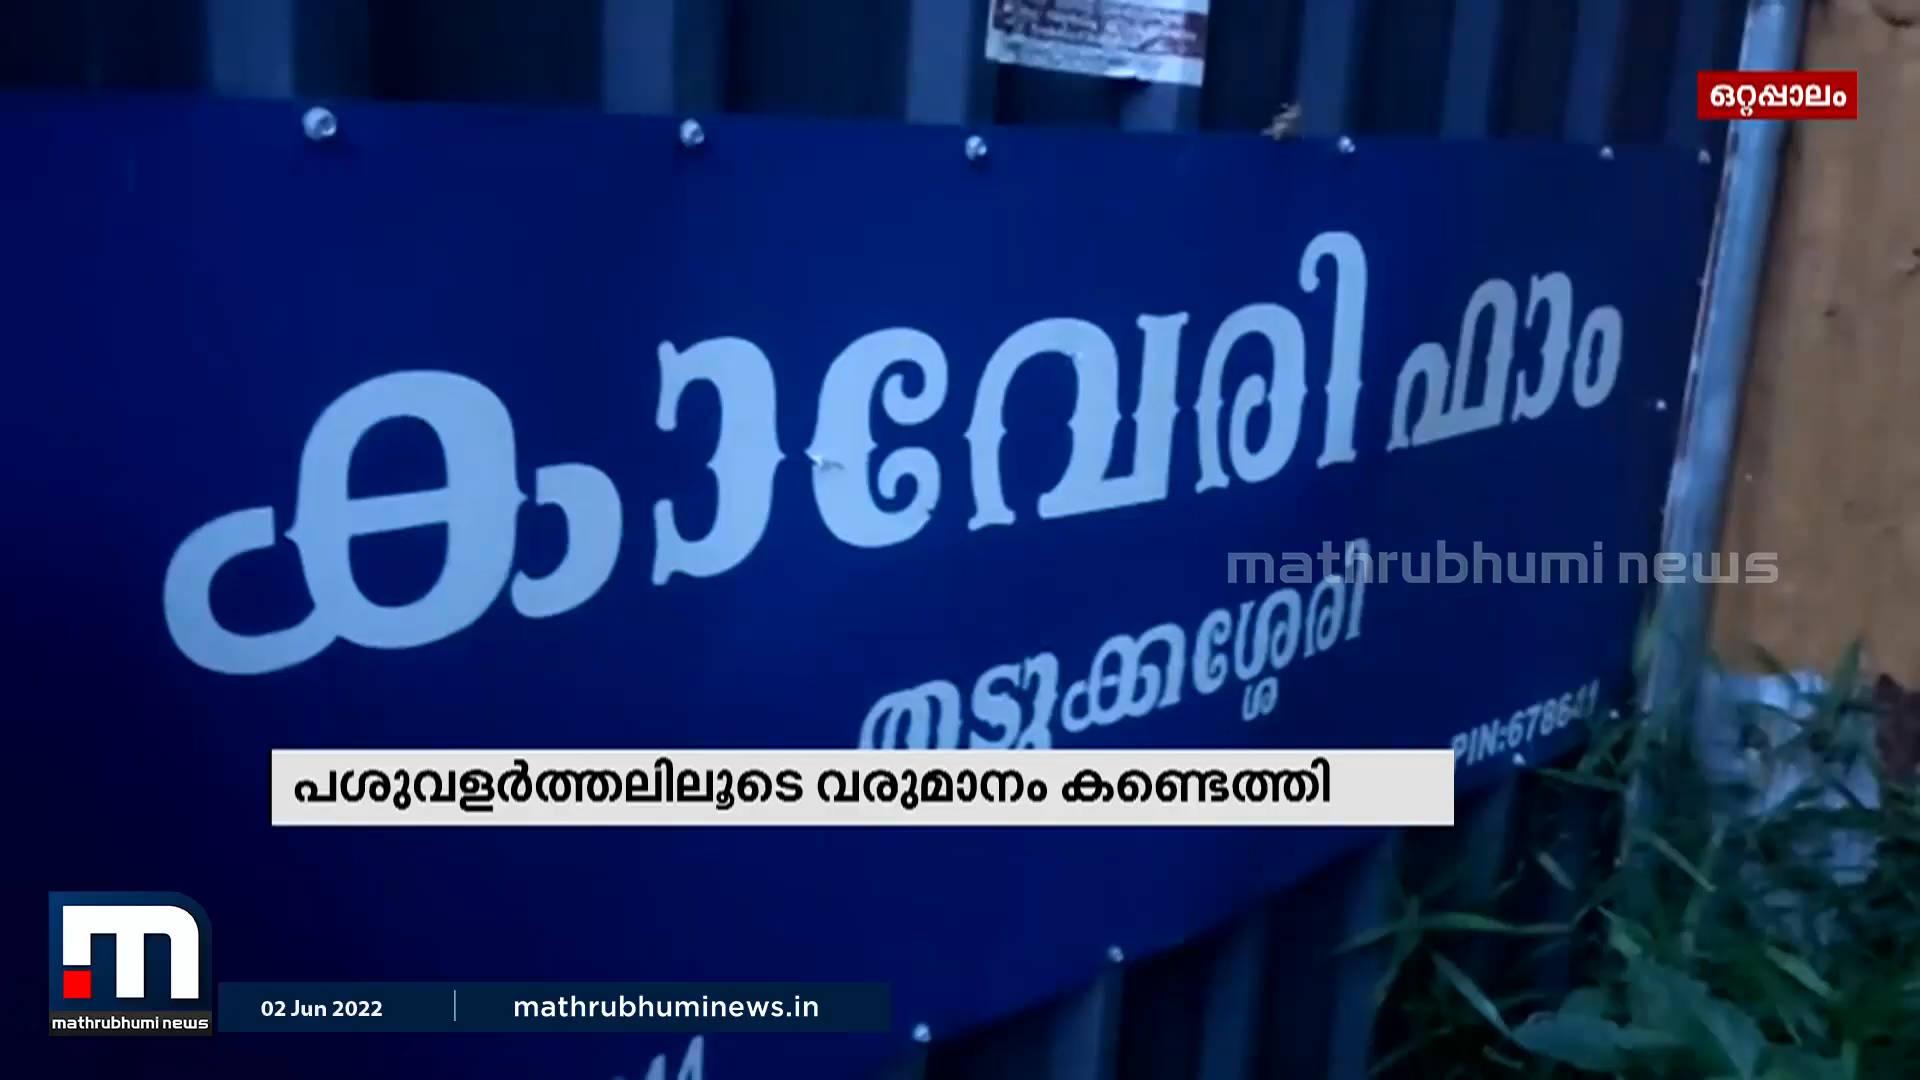 ഒറ്റപ്പാലം
കാവേരി ഫാം
mathrubhumi news
തടുക്കശ്ശേരി
PIN:678641
പശുവളർത്തലിലൂടെ വരുമാനം കണ്ടെത്തി
mathrubhumi news
02 Jun 2022
mathrubhuminews.in